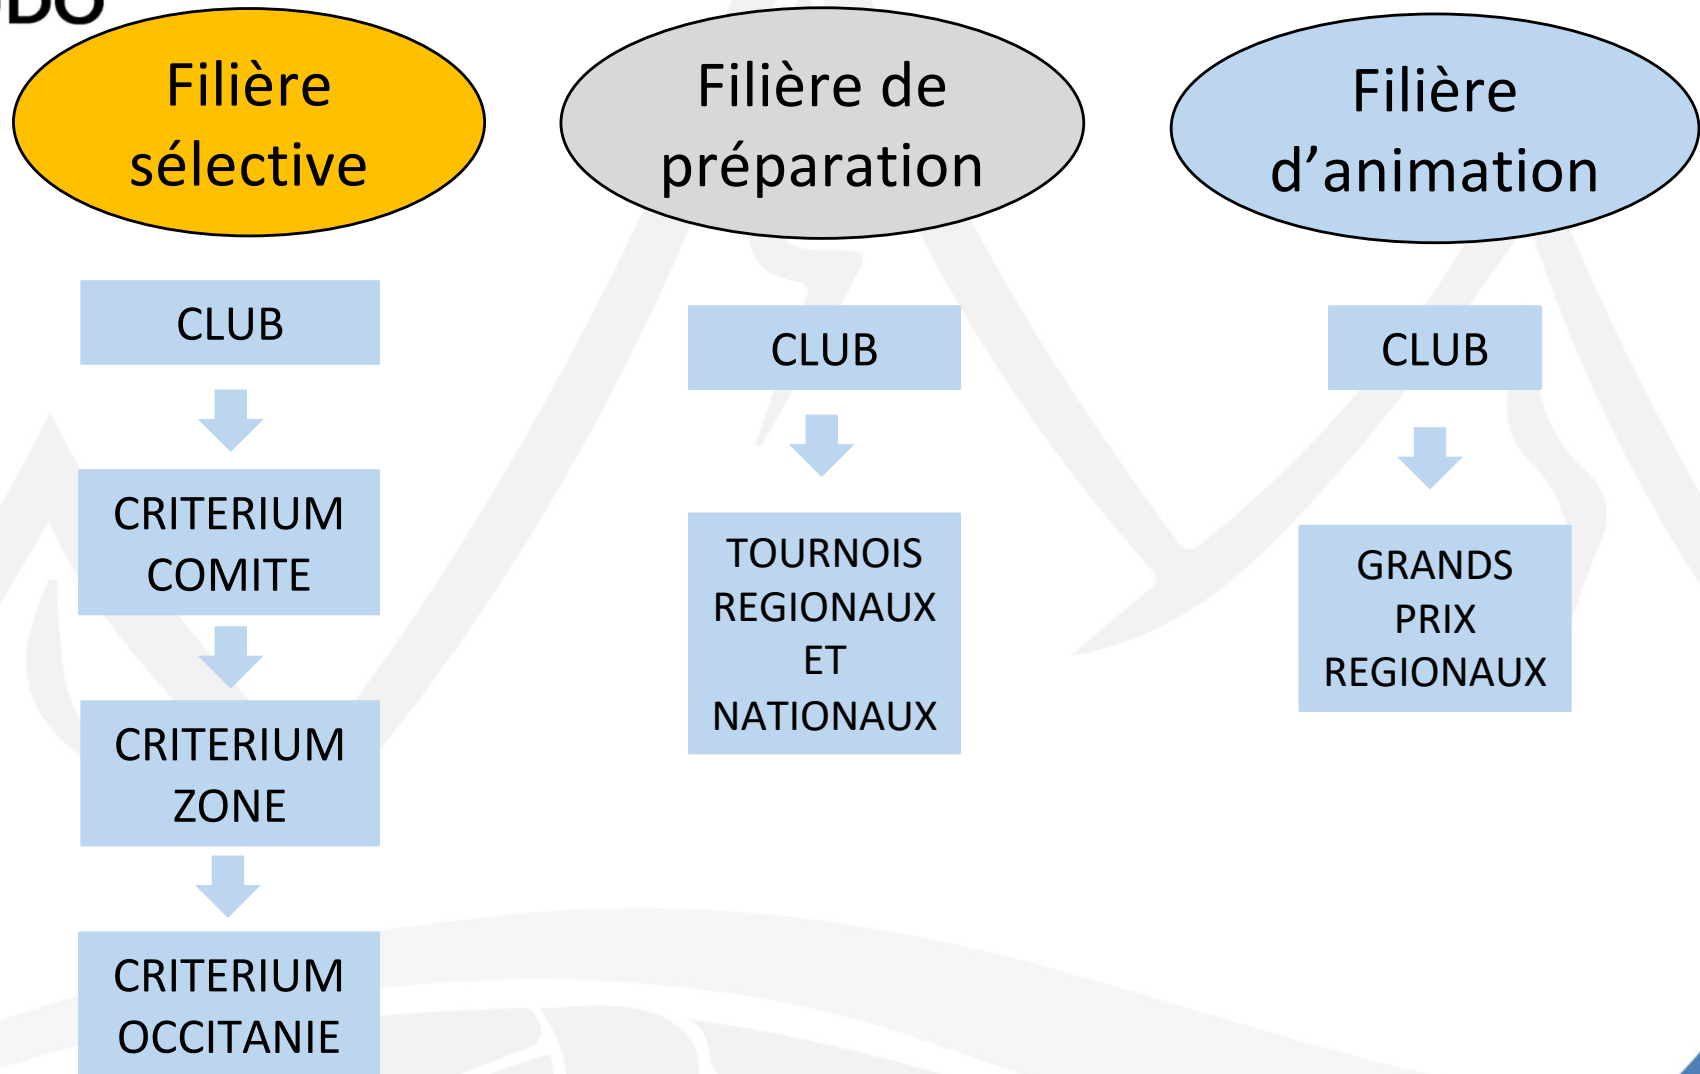 Filière
sélective
CLUB
CRITERIUM
COMITE
CRITERIUM
ZONE
CRITERIUM
OCCITANIE
Filière de
préparation
CLUB
TOURNOIS
REGIONAUX
ET
NATIONAUX
Filière
d’animation
CLUB
GRANDS
PRIX
REGIONAUX